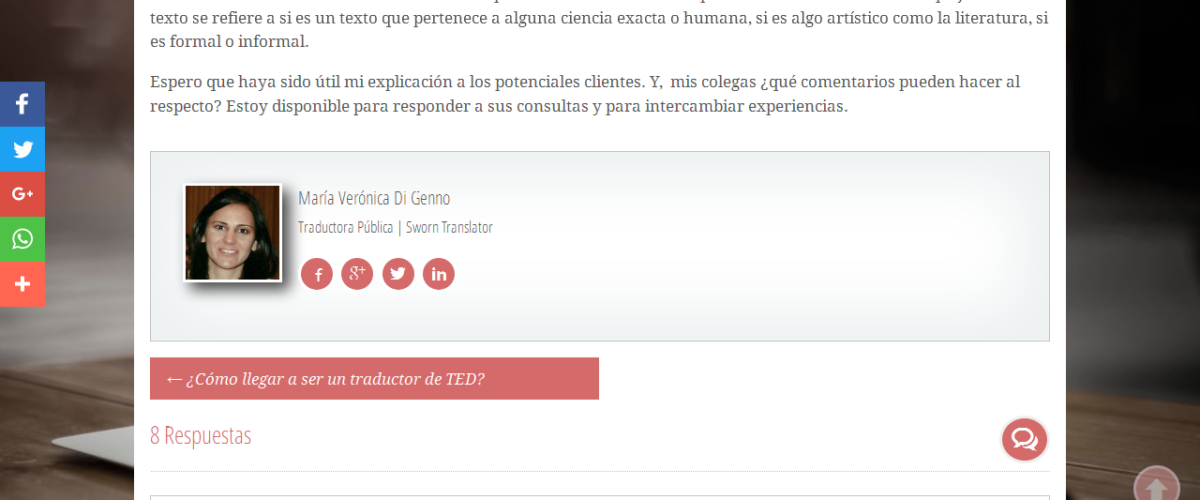 texto se refiere a si es un texto que pertenece a alguna ciencia exacta o humana, si es algo artístico como la literatura, si
es formal o informal.
Espero que haya sido útil mi explicación a los potenciales clientes. Y,  mis colegas ¿qué comentarios pueden hacer al
respecto? Estoy disponible para responder a sus consultas y para intercambiar experiencias.
María Verónica Di Genno
Traductora Pública | Sworn Translator
← ¿Cómo llegar a ser un traductor de TED?
8 Respuestas